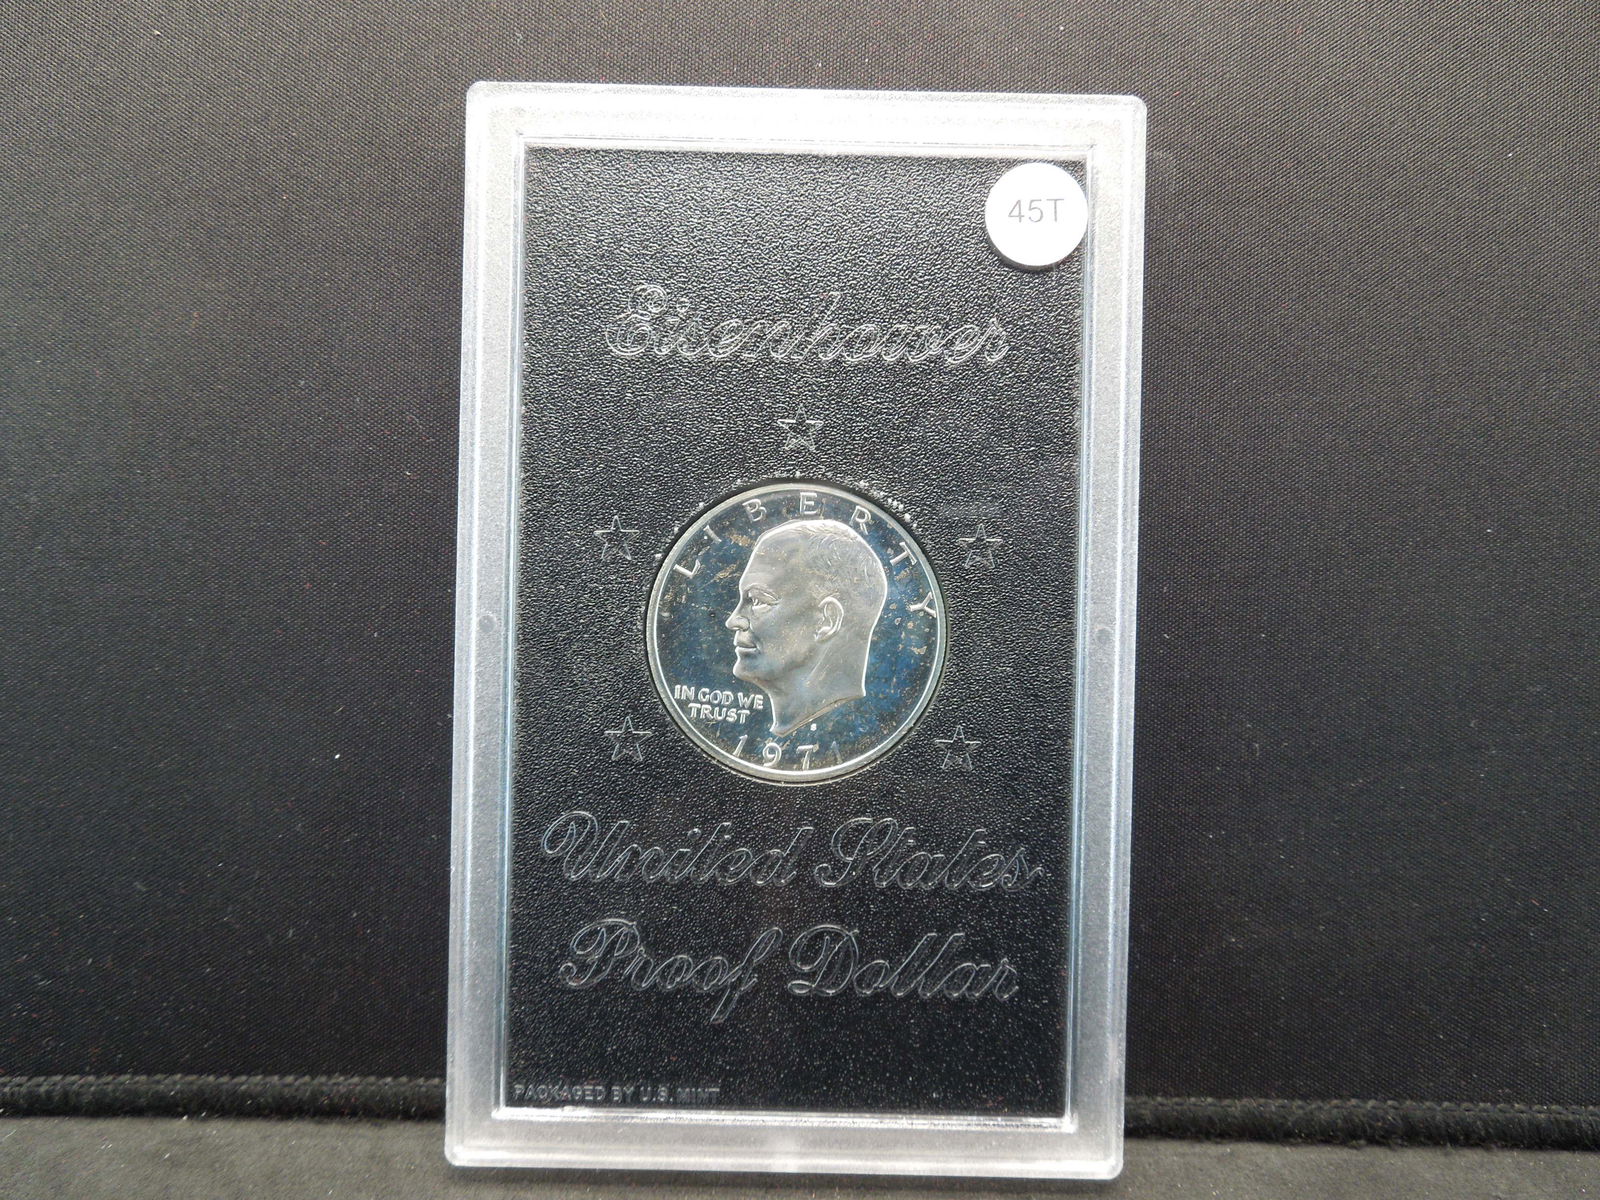 45T
Eisenhower
LIBERTY
IN GOD WE
TRUST
S
1971
United States
Proof Dollar
PACKAGED BY U.S. MINT